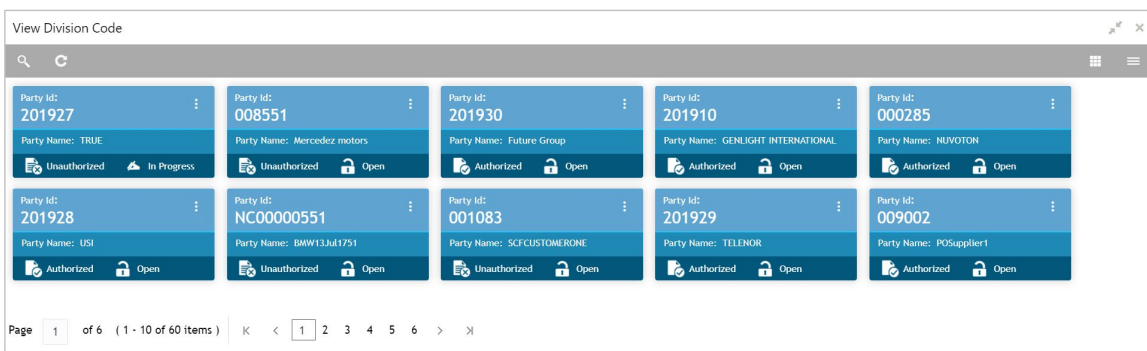 View Division Code
Party Id: Party Id: Party Id: Party Id: Party Id:
201927 008551 201930 201910 000285
Party Name: TRUE Party Name: Mercedez motors Party Name: Future Group Party Name: GENLIGHT INTERNATIONAL Party Name: NUVOTON
Unauthorized In Progress Unauthorized Open Authorized Open Authorized Open Authorized Open
Party Id: Party Id: Party Id: Party Id: Party Id:
201928 NC00000551 001083 201929 009002
Party Name: USI Party Name: BMW13Jul1751 Party Name: SCFCUSTOMERONE Party Name: TELENOR Party Name: POSupplier1
Authorized Open Unauthorized Open Unauthorized Open Authorized Open Authorized Open
Page 1 of 6 ( 1 - 10 of 60 items ) 1 2 3 4 5 6